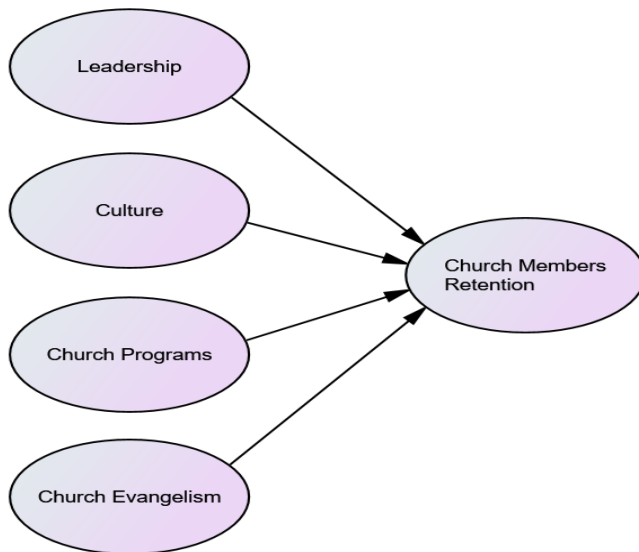 Leadership
Culture
Church Programs
Church Evangelism
Church Members
Retention